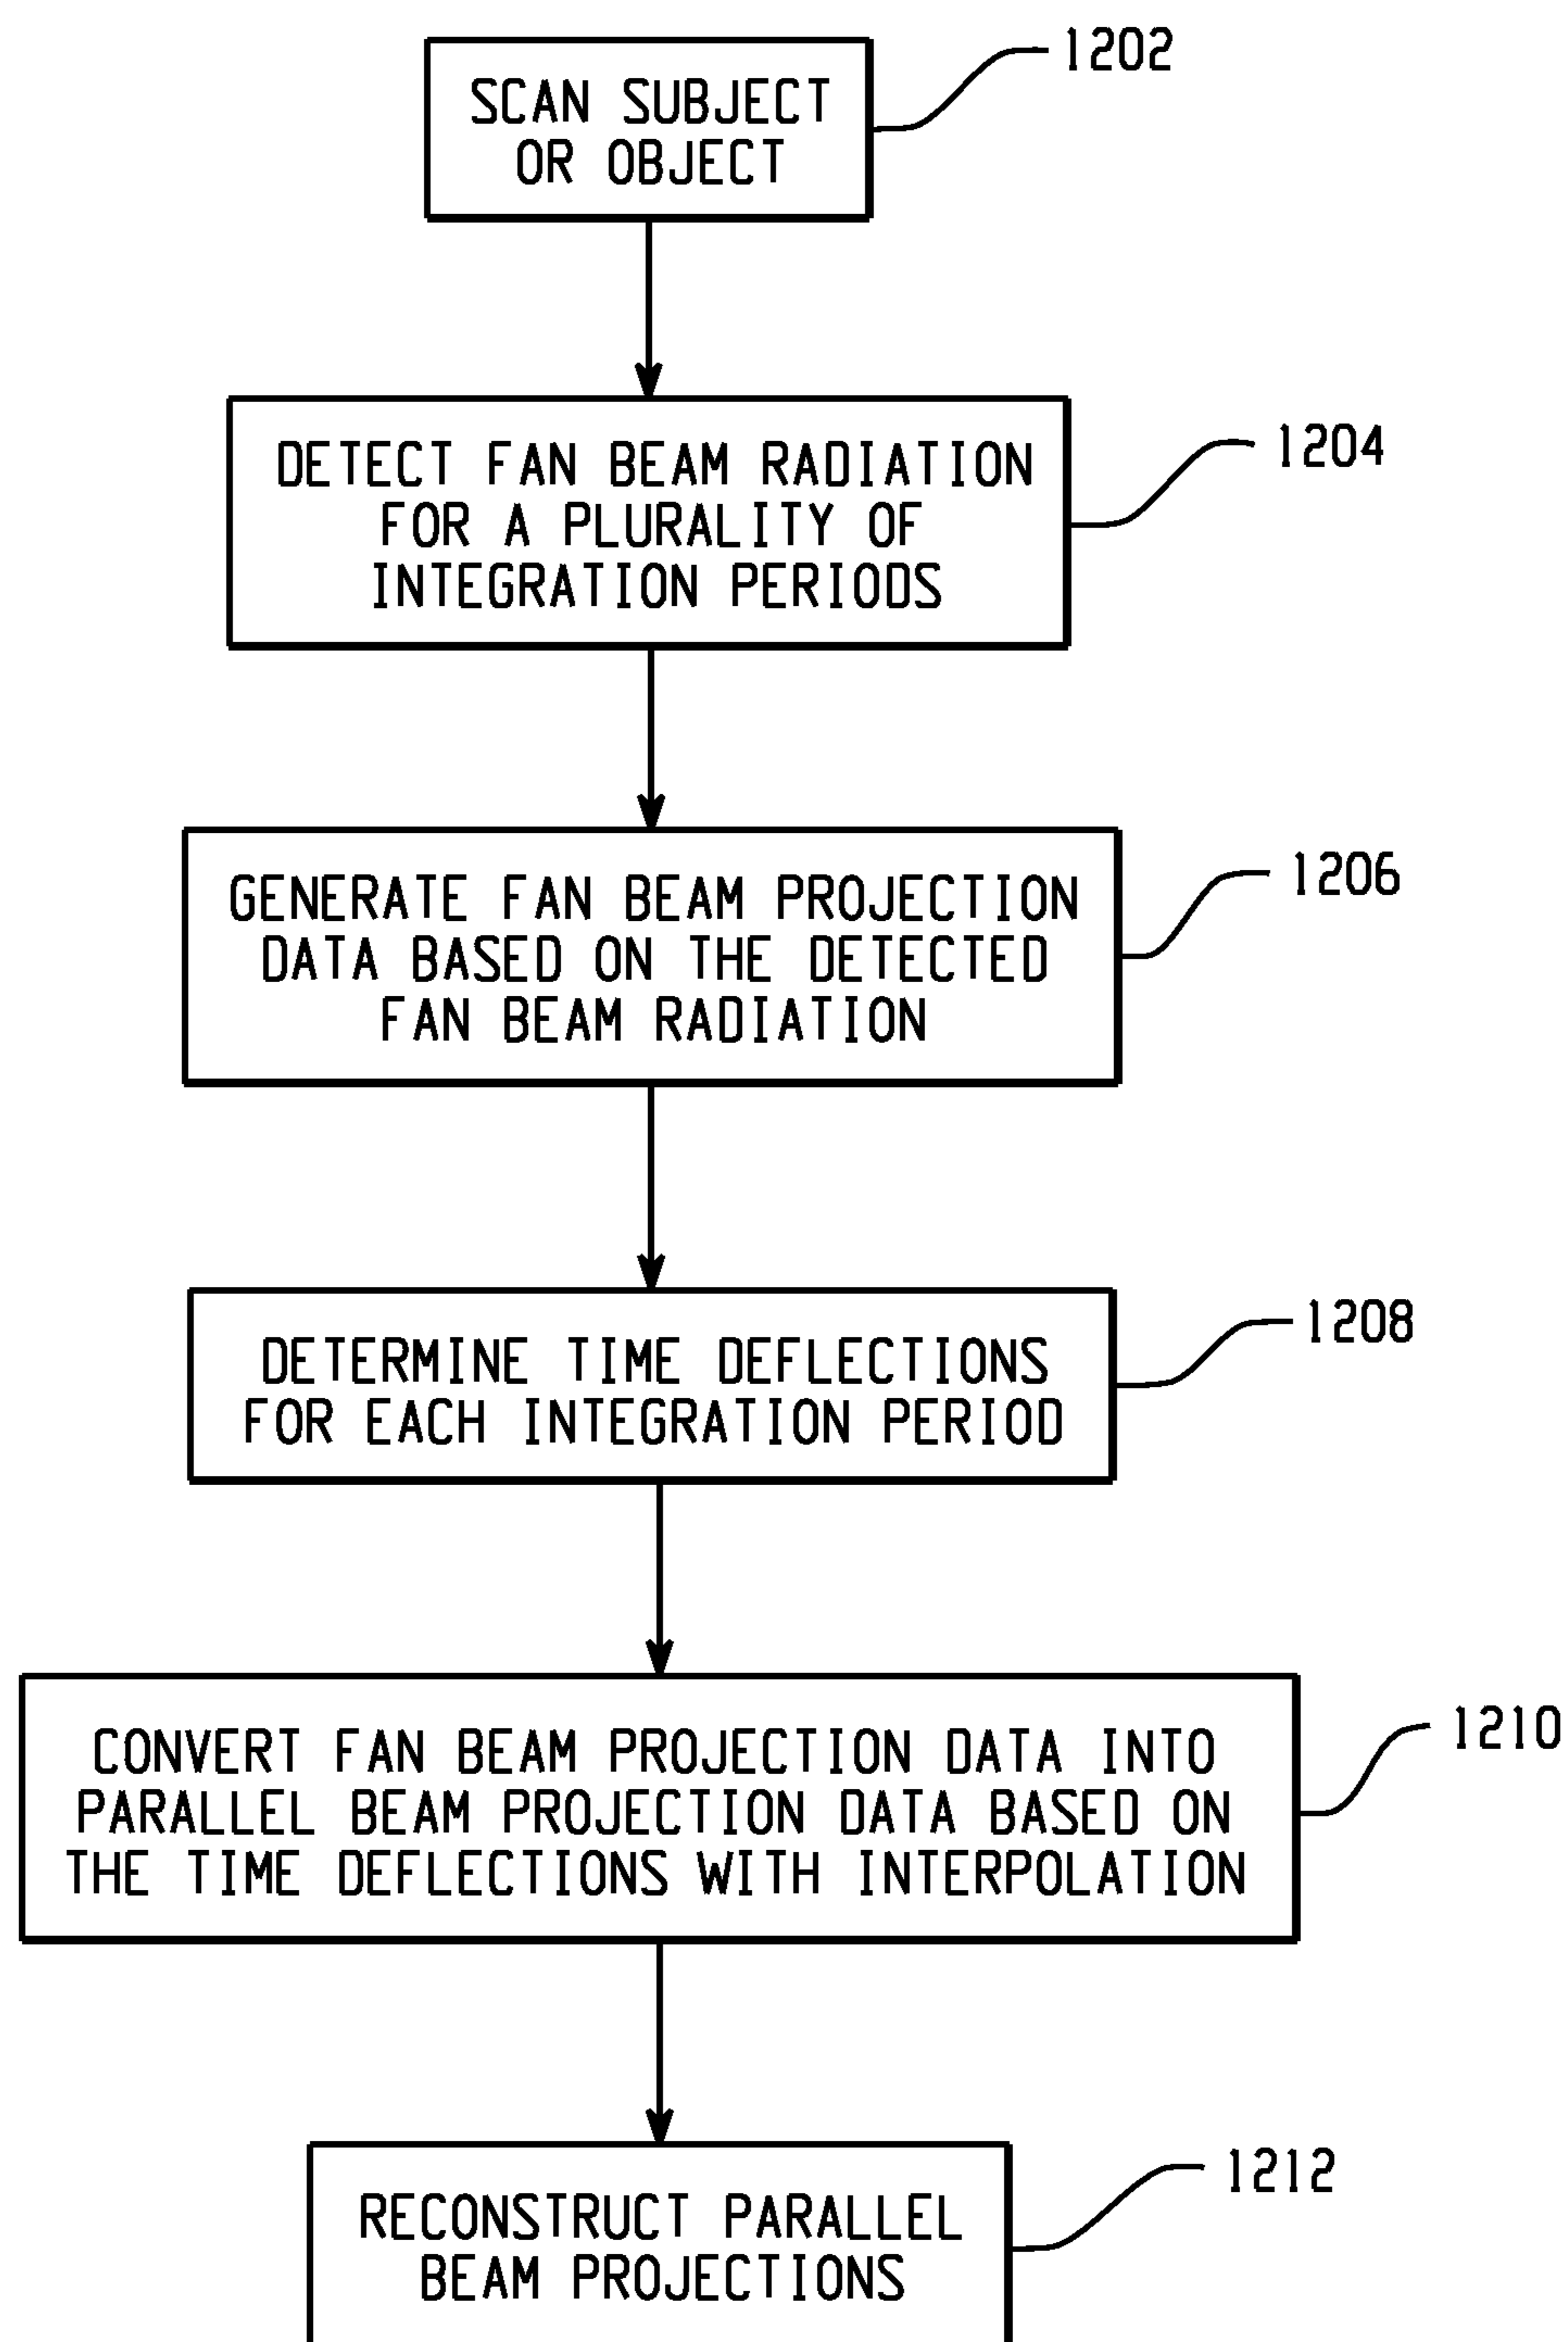 1202
SCAN SUBJECT
OR OBJECT
1204
DETECT FAN BEAM RADIATION
FOR A PLURALITY OF
INTEGRATION PERIODS
1206
GENERATE FAN BEAM PROJECTION
DATA BASED ON THE DETECTED
FAN BEAM RADIATION
1208
DETERMINE TIME DEFLECTIONS
FOR EACH INTEGRATION PERIOD
1210
CONVERT FAN BEAM PROJECTION DATA INTO
PARALLEL BEAM PROJECTION DATA BASED ON
THE TIME DEFLECTIONS WITH INTERPOLATION
1212
RECONSTRUCT PARALLEL
BEAM PROJECTIONS